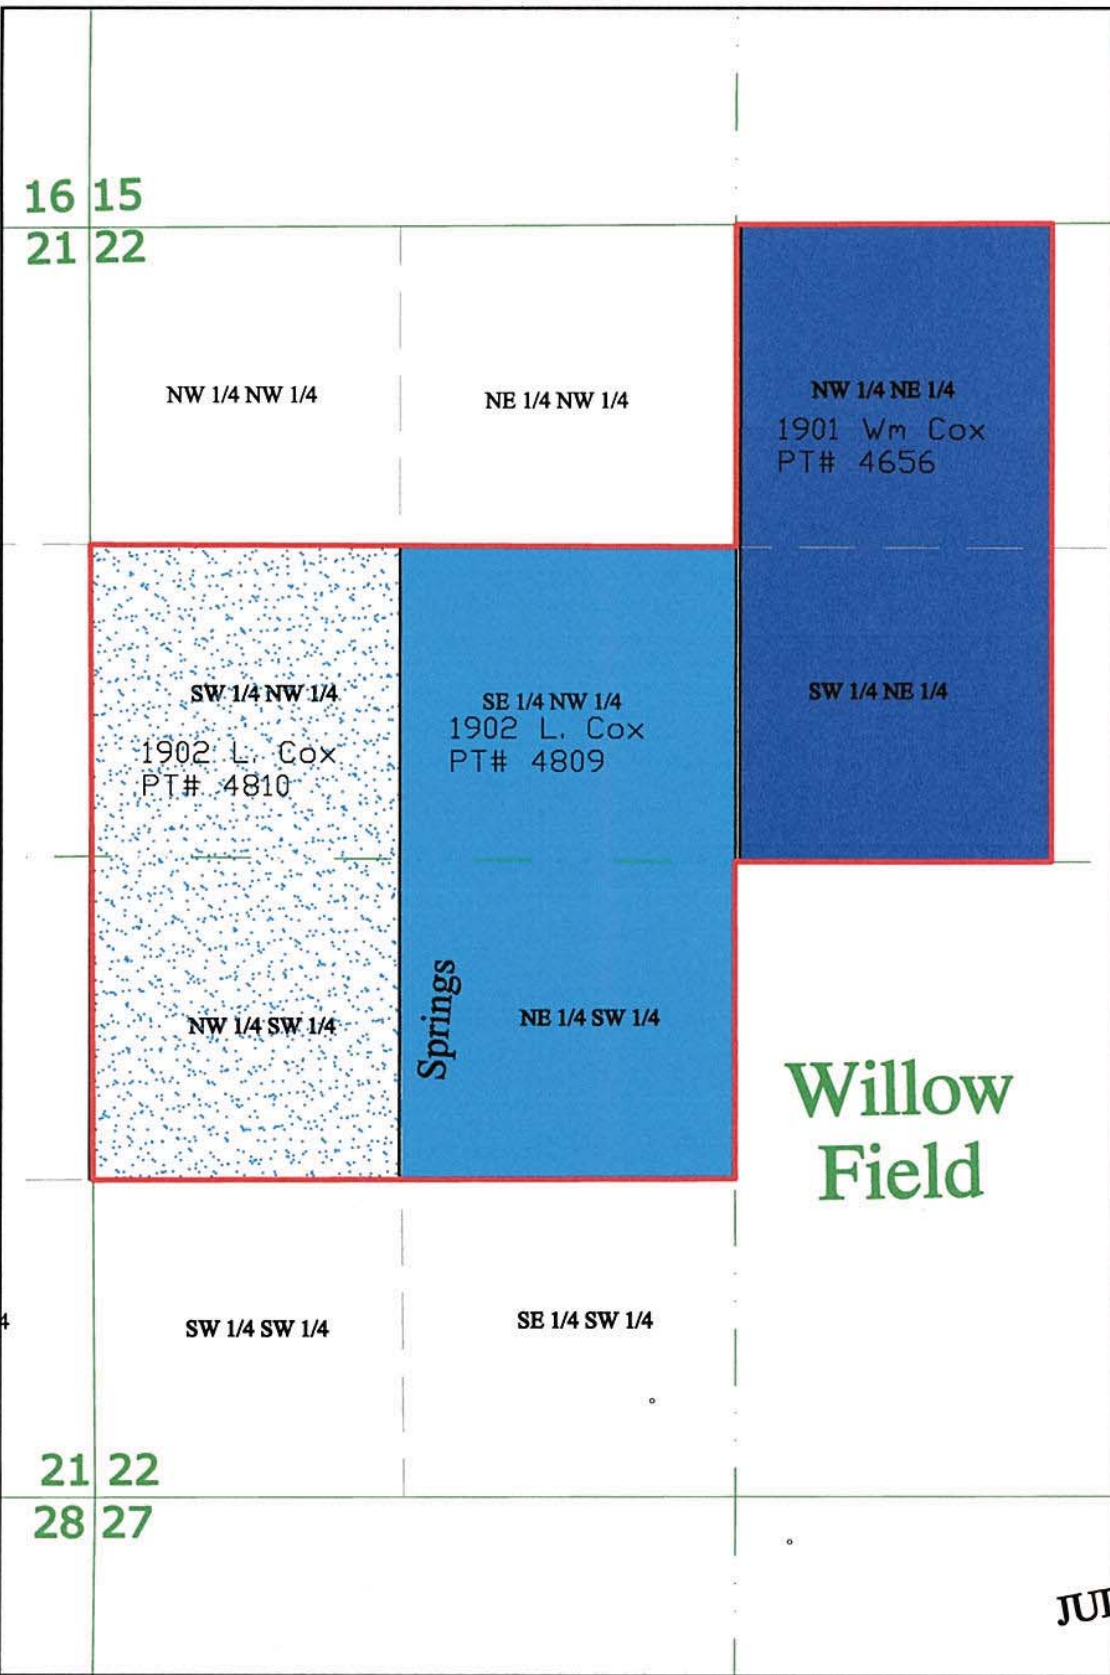 16 15
21 22
NW 1/4 NW 1/4
NE 1/4 NW 1/4
NW 1/4 NE 1/4
1901 Wm Cox
PT# 4656
SW 1/4 NW 1/4
1902 L. Cox
PT# 4810
SE 1/4 NW 1/4
1902 L. Cox
PT# 4809
SW 1/4 NE 1/4
NW 1/4 SW 1/4
Springs
NE 1/4 SW 1/4
Willow
Field
4
SW 1/4 SW 1/4
SE 1/4 SW 1/4
21 22
28 27